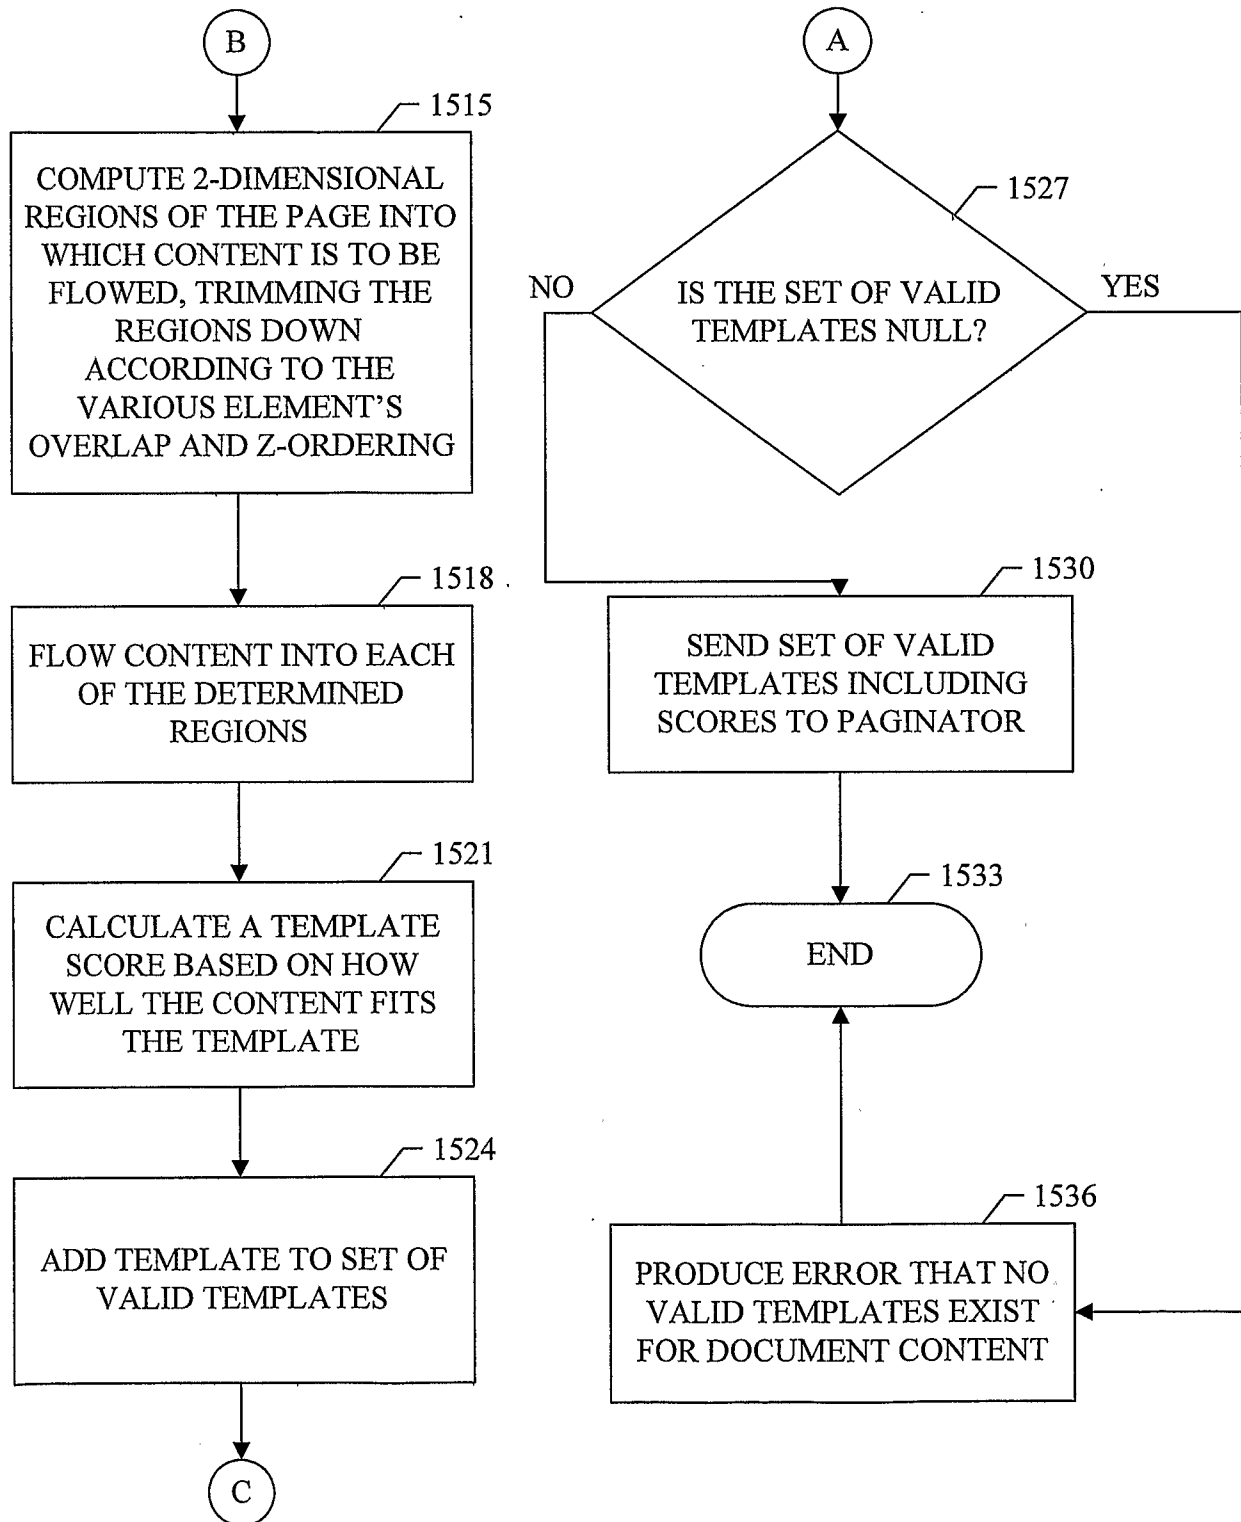 B
1515
COMPUTE 2-DIMENSIONAL
REGIONS OF THE PAGE INTO
WHICH CONTENT IS TO BE
FLOWED, TRIMMING THE
REGIONS DOWN
ACCORDING TO THE
VARIOUS ELEMENT'S
OVERLAP AND Z-ORDERING
1518
FLOW CONTENT INTO EACH
OF THE DETERMINED
REGIONS
1521
CALCULATE A TEMPLATE
SCORE BASED ON HOW
WELL THE CONTENT FITS
THE TEMPLATE
1524
ADD TEMPLATE TO SET OF
VALID TEMPLATES
C
A
1527
NO
IS THE SET OF VALID
TEMPLATES NULL?
YES
1530
SEND SET OF VALID
TEMPLATES INCLUDING
SCORES TO PAGINATOR
1533
END
1536
PRODUCE ERROR THAT NO
VALID TEMPLATES EXIST
FOR DOCUMENT CONTENT